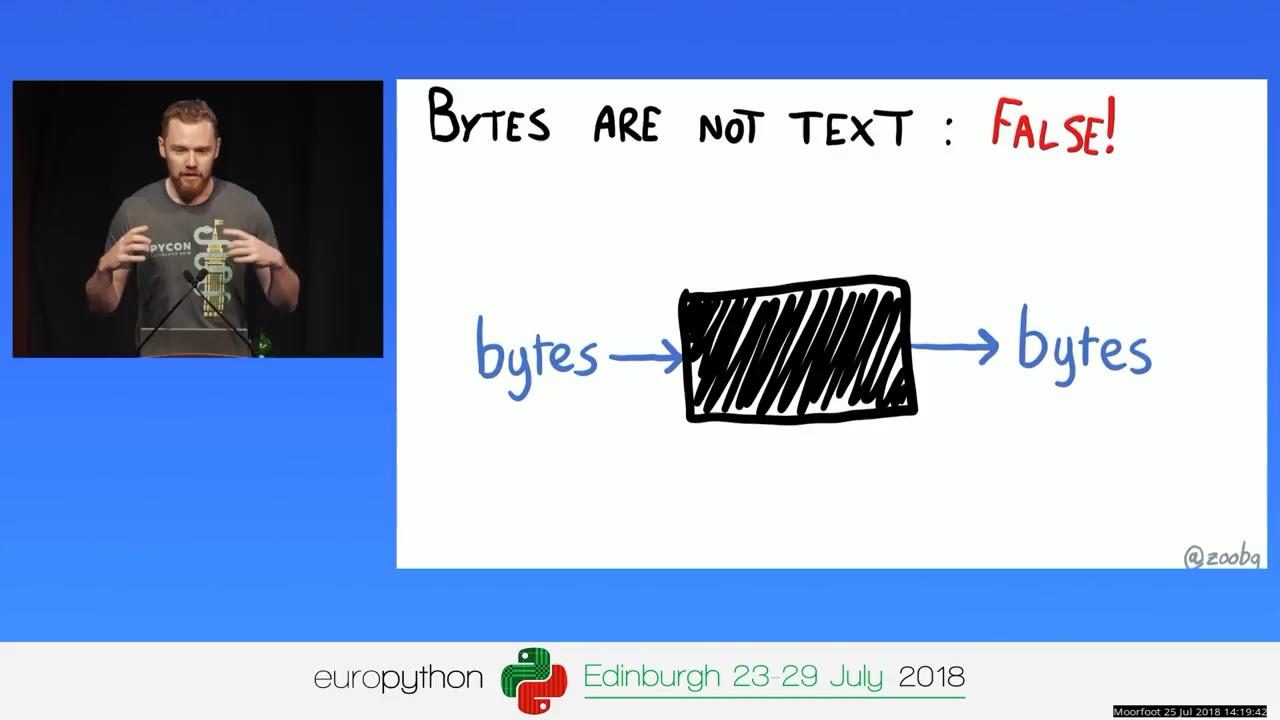 BYTES ARE NOT TEXT : FALSE!
PYCON
bytes
bytes
@zooba
europython Edinburgh 23-29 July 2018
Moorfoot 25 Jul 2018 14:19:42